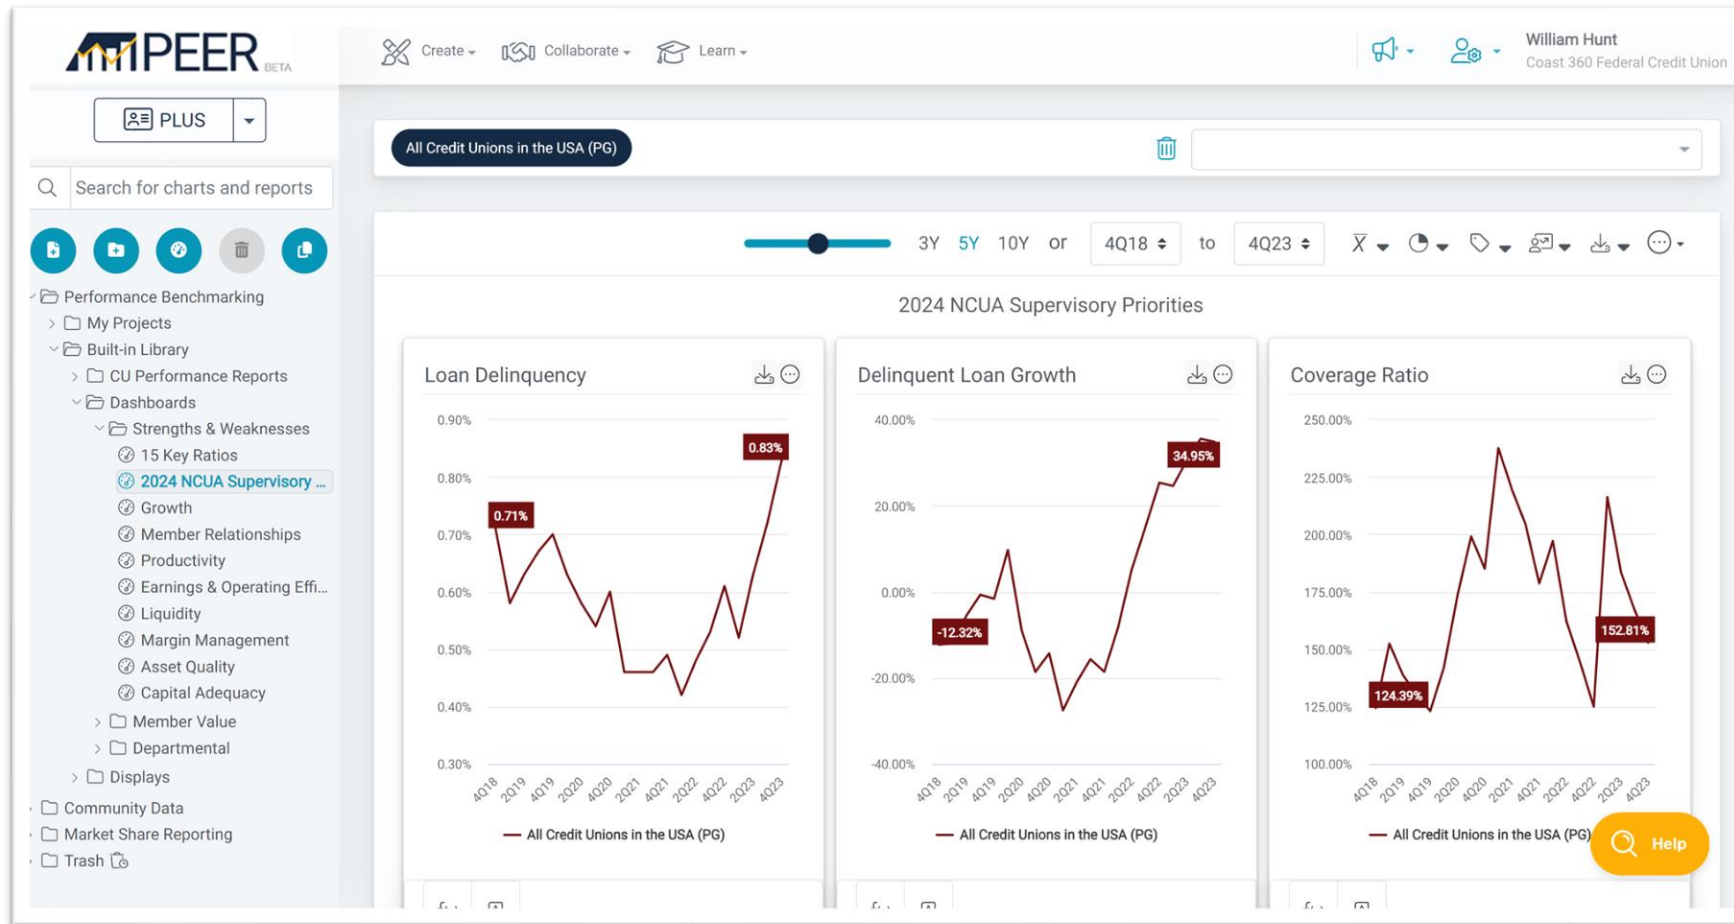 PEER BETA
Create
Collaborate
Learn
William Hunt
Coast 360 Federal Credit Union
PLUS
Search for charts and reports
Performance Benchmarking
My Projects
Built-in Library
CU Performance Reports
Dashboards
Strengths & Weaknesses
15 Key Ratios
2024 NCUA Supervisory ...
Growth
Member Relationships
Productivity
Earnings & Operating Effi...
Liquidity
Margin Management
Asset Quality
Capital Adequacy
Member Value
Departmental
Displays
Community Data
Market Share Reporting
Trash
All Credit Unions in the USA (PG)
3Y 5Y 10Y or 4Q18 to 4Q23
2024 NCUA Supervisory Priorities
Loan Delinquency
0.90%
0.80%
0.70%
0.60%
0.50%
0.40%
0.30%
0.71%
0.83%
4Q18 2Q19 4Q19 2Q20 4Q20 2Q21 4Q21 2Q22 4Q22 2Q23 4Q23
All Credit Unions in the USA (PG)
Delinquent Loan Growth
40.00%
20.00%
0.00%
-20.00%
-40.00%
-12.32%
34.95%
4Q18 2Q19 4Q19 2Q20 4Q20 2Q21 4Q21 2Q22 4Q22 2Q23 4Q23
All Credit Unions in the USA (PG)
Coverage Ratio
250.00%
225.00%
200.00%
175.00%
150.00%
125.00%
100.00%
124.39%
152.81%
4Q18 2Q19 4Q19 2Q20 4Q20 2Q21 4Q21 2Q22 4Q22 2Q23 4Q23
All Credit Unions in the USA (PG)
Help